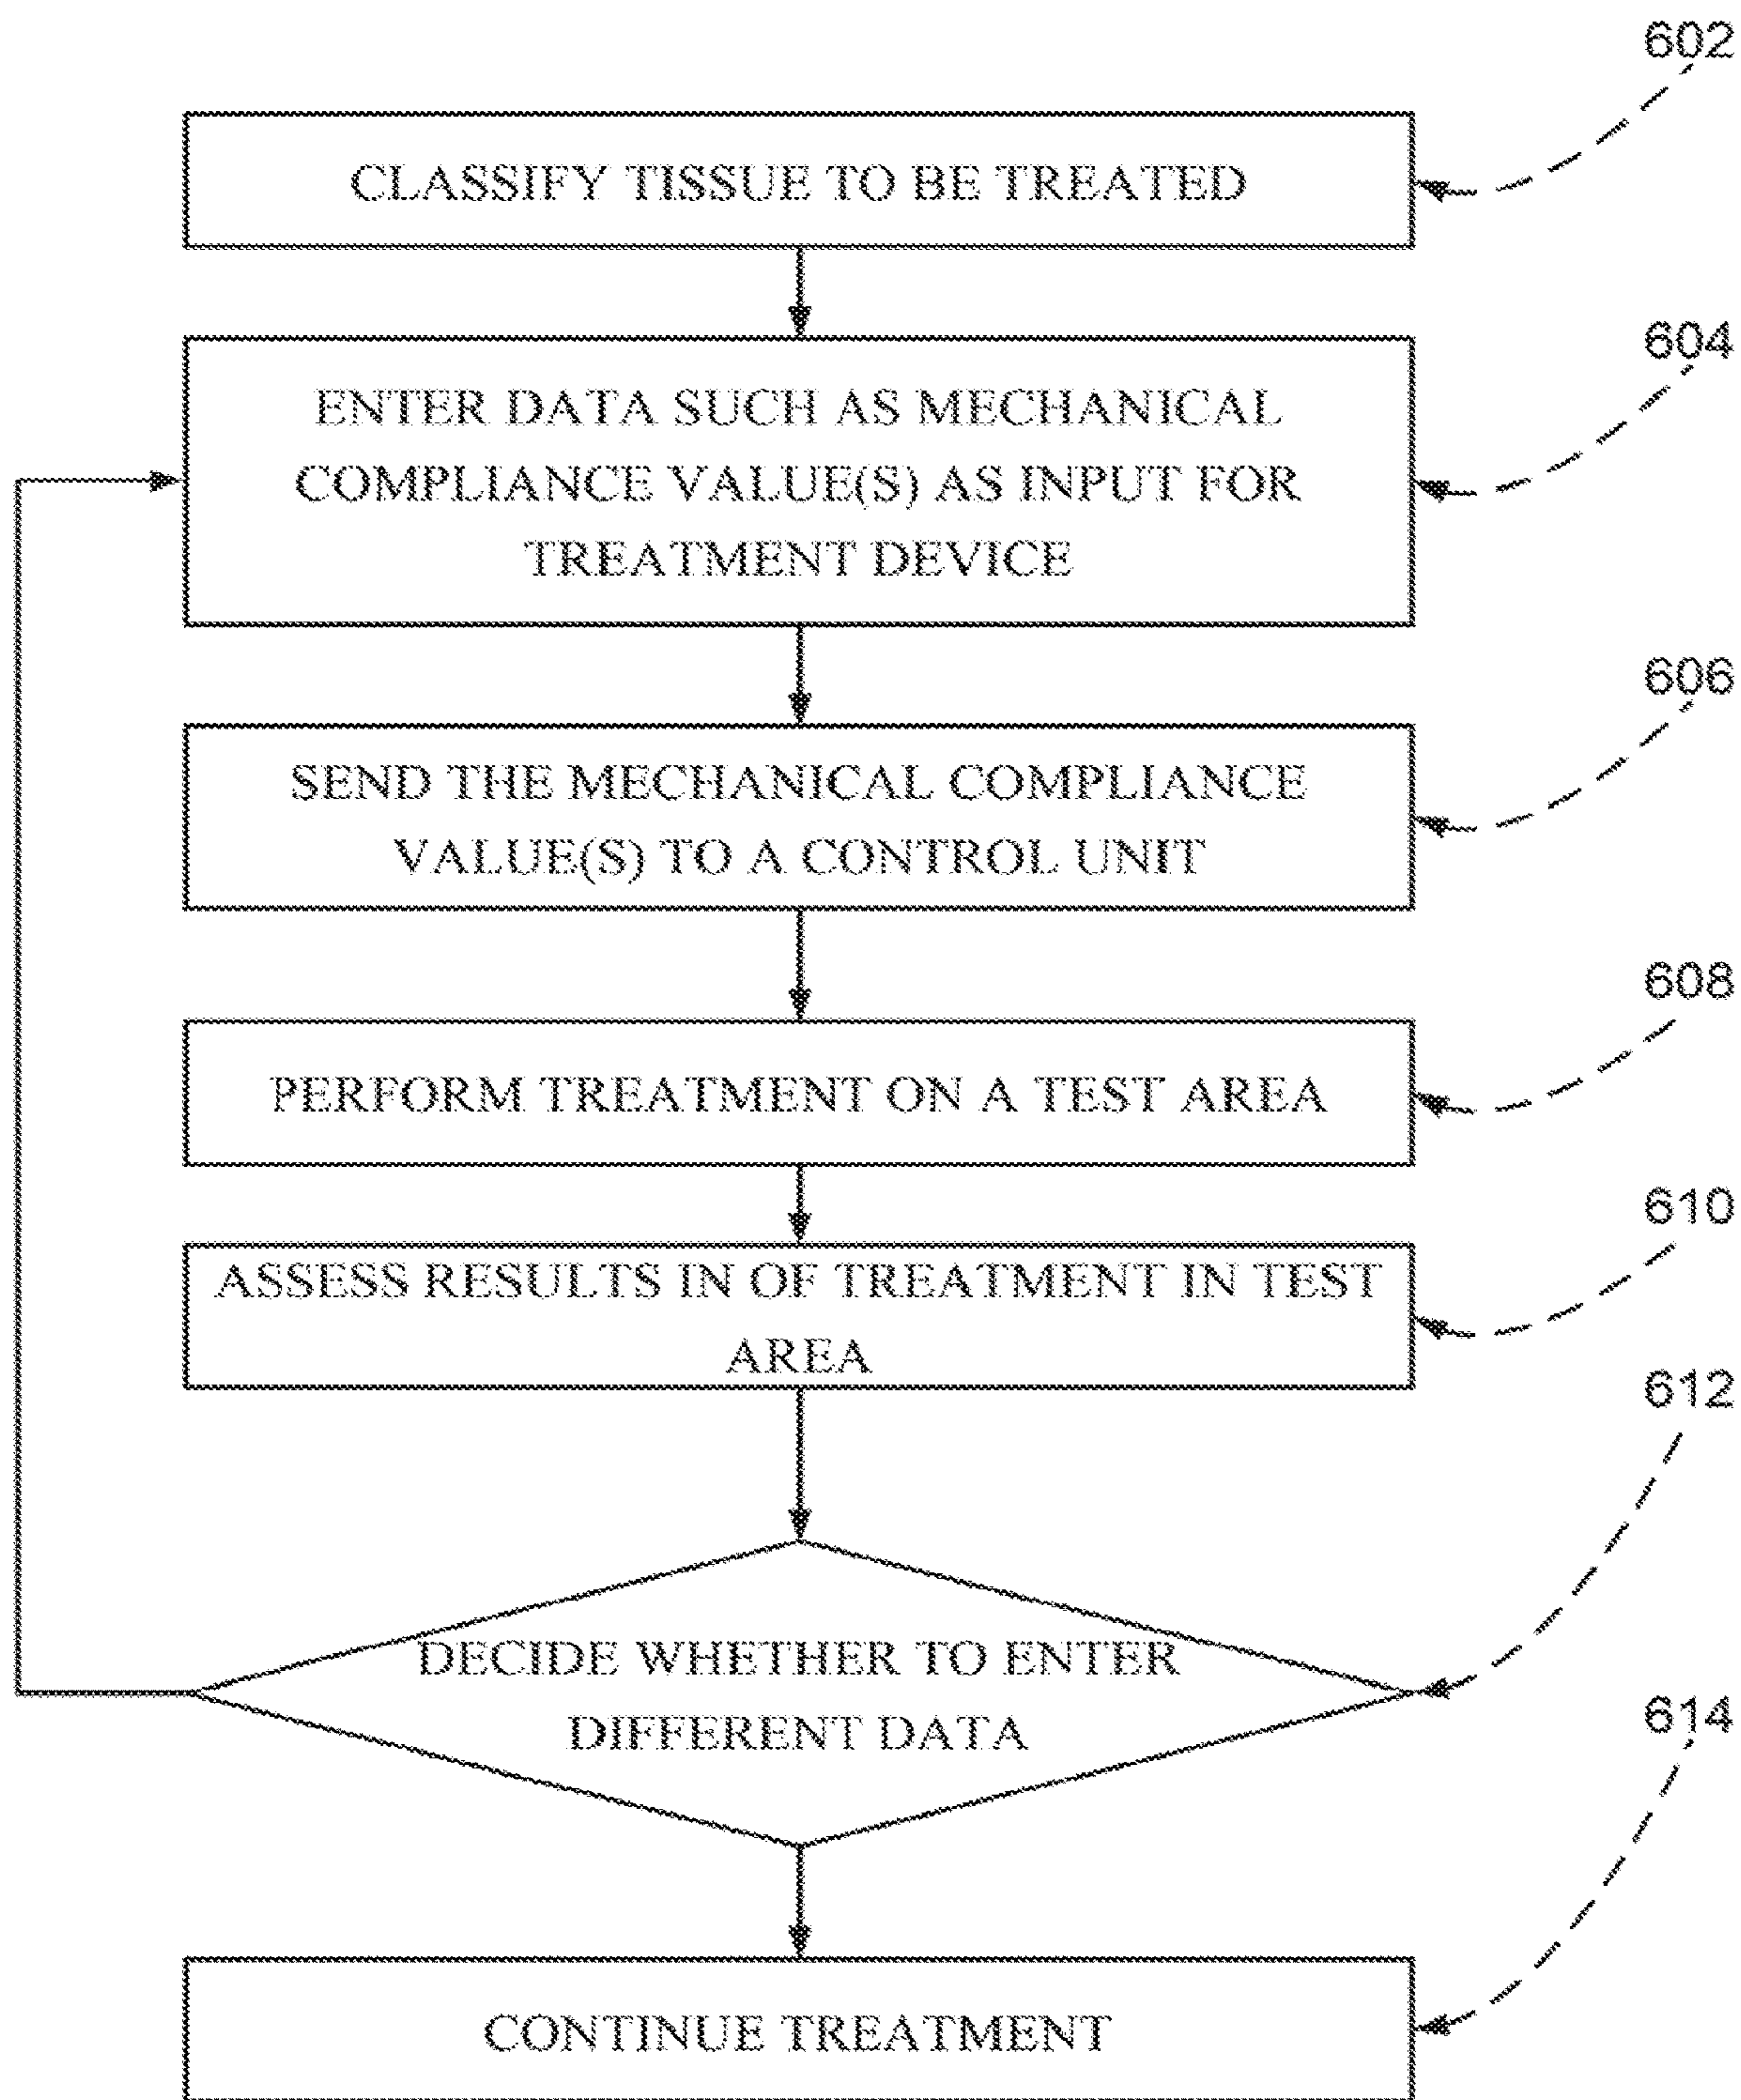 602
CLASSIFY TISSUE TO BE TREATED
604
ENTER DATA SUCH AS MECHANICAL
COMPLIANCE VALUE(S) AS INPUT FOR
TREATMENT DEVICE
606
SEND THE MECHANICAL COMPLIANCE
VALUE(S) TO A CONTROL UNIT
608
PERFORM TREATMENT ON A TEST AREA
610
ASSESS RESULTS IN OF TREATMENT IN TEST
AREA
612
DECIDE WHETHER TO ENTER
DIFFERENT DATA
614
CONTINUE TREATMENT